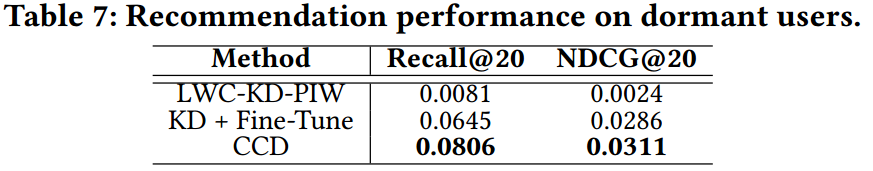 Table 7: Recommendation performance on dormant users.
Method Recall@20 NDCG@20
LWC-KD-PIW 0.0081 0.0024
KD + Fine-Tune 0.0645 0.0286
CCD 0.0806 0.0311